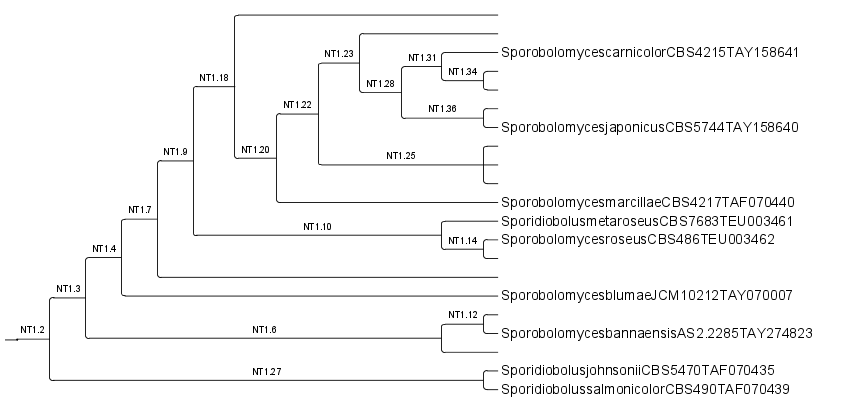 NT1.23
NT1.31
SporobolomycescarnicolorCBS4215TAY158641
NT1.34
NT1.18
NT1.28
NT1.22
NT1.36
SporobolomycesjaponicusCBS5744TAY158640
NT1.9
NT1.20
NT1.25
SporobolomycesmarcillaeCBS4217TAF070440
NT1.7
SporidiobolusmetaroseusCBS7683TEU003461
NT1.10
SporobolomycesroseusCBS486TEU003462
NT1.14
NT1.4
NT1.3
SporobolomycesblumaeJCM10212TAY070007
NT1.12
NT1.2
NT1.6
SporobolomycesbannaensisAS2.2285TAY274823
NT1.27
SporidiobolusjohnsoniiCBS5470TAF070435
SporidiobolussalmonicolorCBS490TAF070439